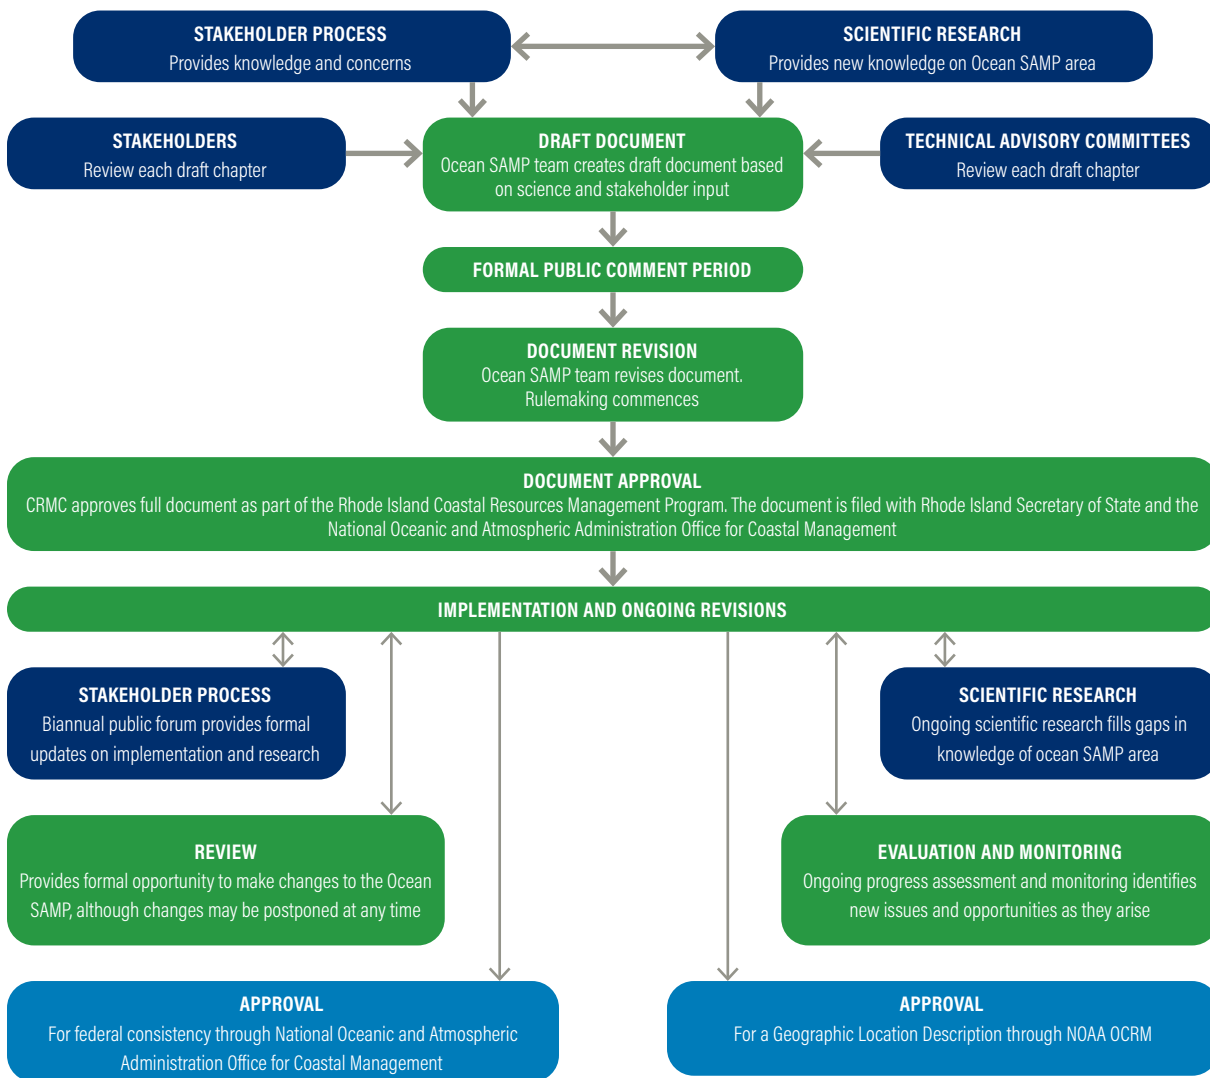 STAKEHOLDER PROCESS
Provides knowledge and concerns
SCIENTIFIC RESEARCH
Provides new knowledge on Ocean SAMP area
STAKEHOLDERS
Review each draft chapter
DRAFT DOCUMENT
Ocean SAMP team creates draft document based
on science and stakeholder input
TECHNICAL ADVISORY COMMITTEES
Review each draft chapter
FORMAL PUBLIC COMMENT PERIOD
DOCUMENT REVISION
Ocean SAMP team revises document.
Rulemaking commences
DOCUMENT APPROVAL
CRMC approves full document as part of the Rhode Island Coastal Resources Management Program. The document is filed with Rhode Island Secretary of State and the
National Oceanic and Atmospheric Administration Office for Coastal Management
IMPLEMENTATION AND ONGOING REVISIONS
STAKEHOLDER PROCESS
Biannual public forum provides formal
updates on implementation and research
SCIENTIFIC RESEARCH
Ongoing scientific research fills gaps in
knowledge of ocean SAMP area
REVIEW
Provides formal opportunity to make changes to the Ocean
SAMP, although changes may be postponed at any time
EVALUATION AND MONITORING
Ongoing progress assessment and monitoring identifies
new issues and opportunities as they arise
APPROVAL
For federal consistency through National Oceanic and Atmospheric
Administration Office for Coastal Management
APPROVAL
For a Geographic Location Description through NOAA OCRM